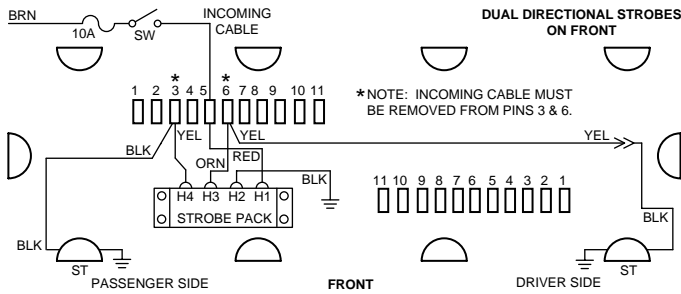 BRN
10A
SW
INCOMING
CABLE
DUAL DIRECTIONAL STROBES
ON FRONT
* *
1 2 3 4 5 6 7 8 9 10 11
*NOTE: INCOMING CABLE MUST
BE REMOVED FROM PINS 3 & 6.
YEL YEL YEL
BLK ORN RED
BLK
H4 H3 H2 H1
STROBE PACK
11 10 9 8 7 6 5 4 3 2 1
BLK
BLK
ST ST
PASSENGER SIDE FRONT DRIVER SIDE